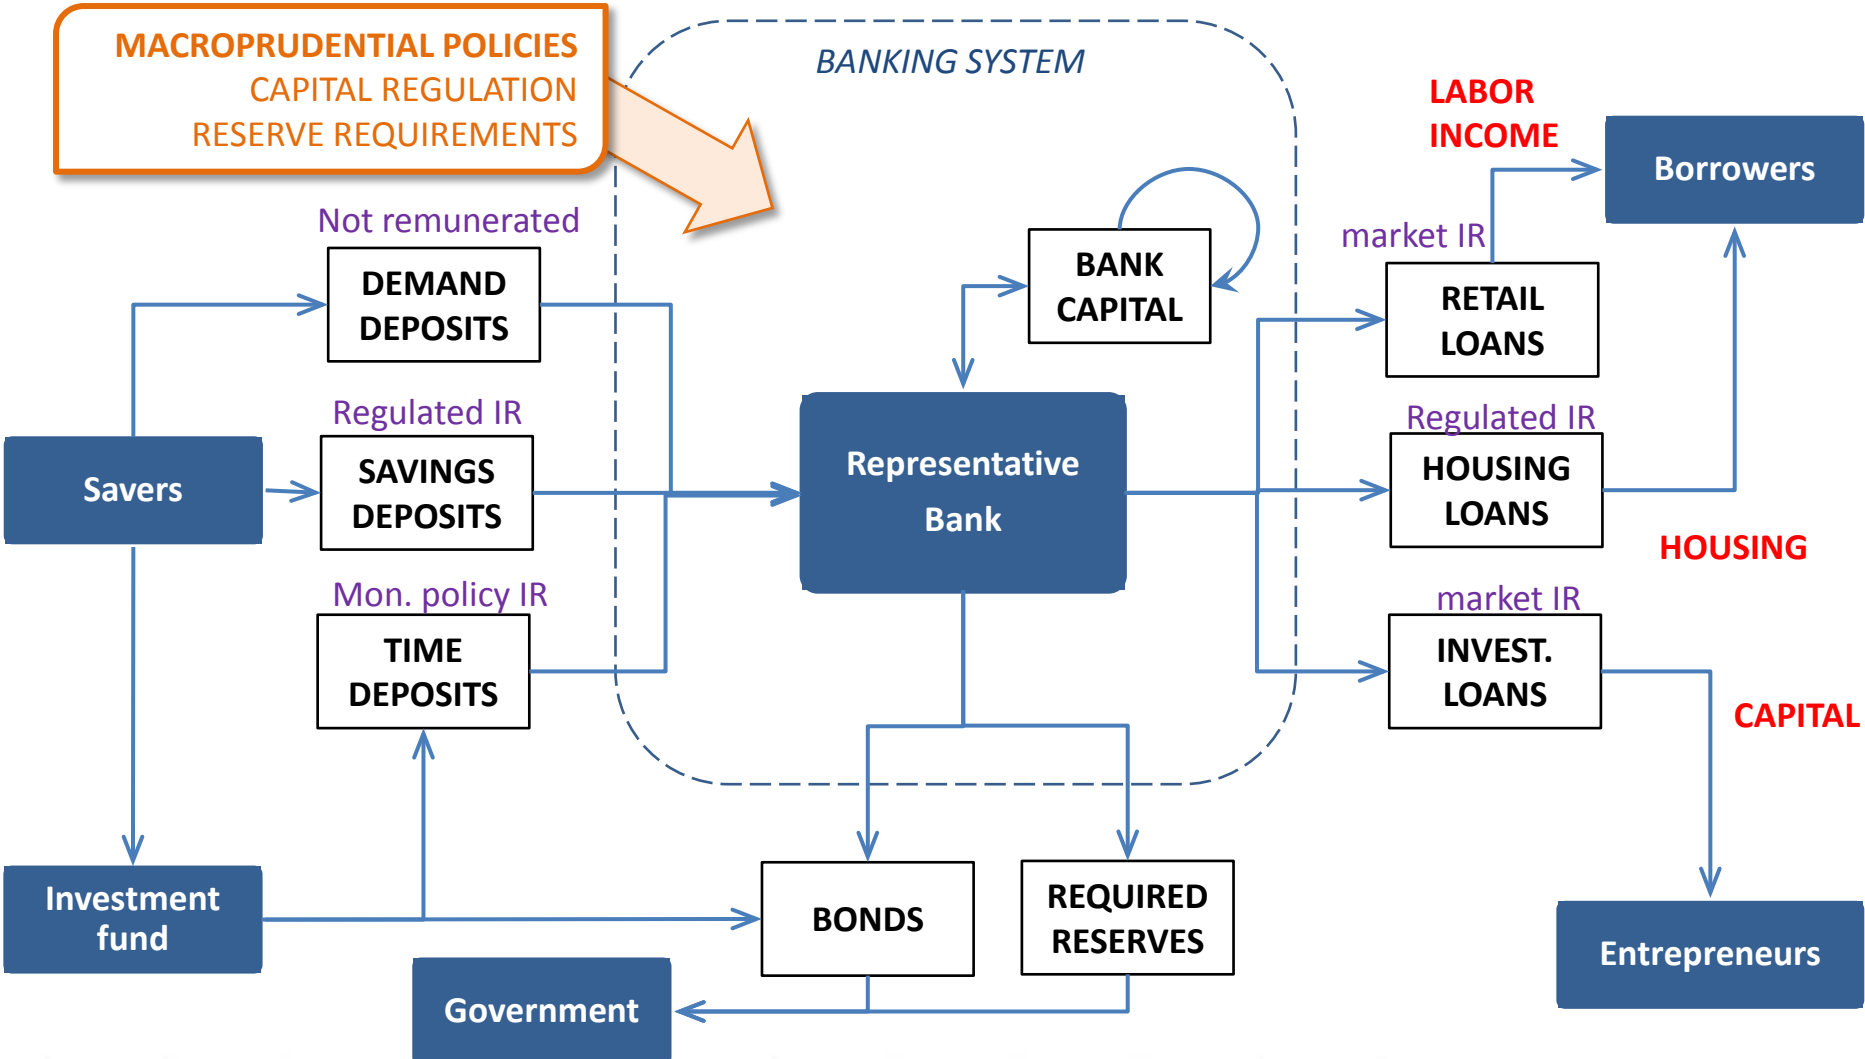 MACROPRUDENTIAL POLICIES
CAPITAL REGULATION
RESERVE REQUIREMENTS
BANKING SYSTEM
LABOR
INCOME
Borrowers
Not remunerated
DEMAND
DEPOSITS
BANK
CAPITAL
market IR
RETAIL
LOANS
Savers
Regulated IR
SAVINGS
DEPOSITS
Representative
Bank
Regulated IR
HOUSING
LOANS
HOUSING
Mon. policy IR
TIME
DEPOSITS
market IR
INVEST.
LOANS
CAPITAL
Investment
fund
BONDS
REQUIRED
RESERVES
Entrepreneurs
Government